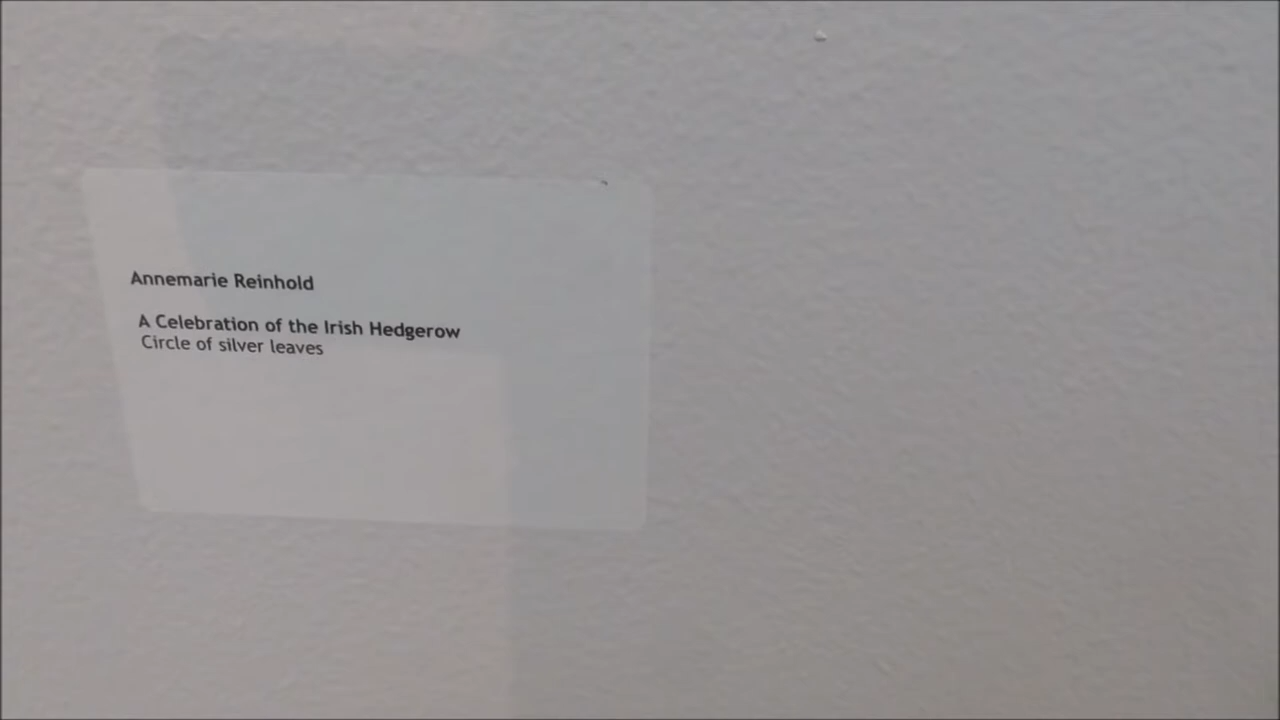 Annemarie Reinhold
A Celebration of the Irish Hedgerow
Circle of silver leaves